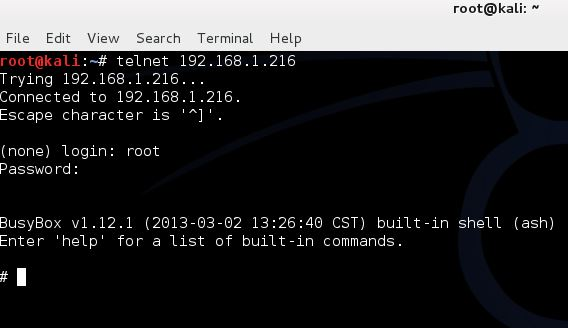 root@kali: ~
File Edit View Search Terminal Help
root@kali:~# telnet 192.168.1.216
Trying 192.168.1.216...
Connected to 192.168.1.216.
Escape character is '^]'.
(none) login: root
Password:
BusyBox v1.12.1 (2013-03-02 13:26:40 CST) built-in shell (ash)
Enter 'help' for a list of built-in commands.
#